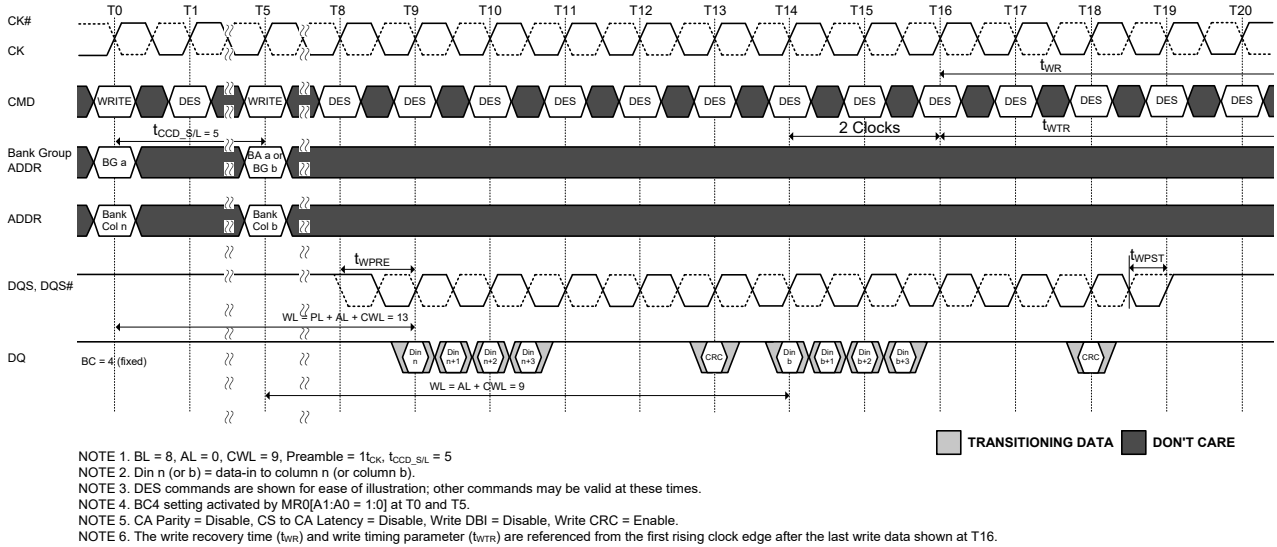 T0 T1 T5 T8 T9 T10 T11 T12 T13 T14 T15 T16 T17 T18 T19 T20
CK#
CK
tWR
CMD
WRITE DES WRITE DES DES DES DES DES DES DES DES DES DES DES DES DES
tCCD_S/L = 5
2 Clocks
tWTR
Bank Group
ADDR
BG a
BA a or
BG b
ADDR
Bank
Col n
Bank
Col b
tWPRE
tWPST
DQS, DQS#
WL = PL + AL + CWL = 13
DQ
BC = 4 (fixed)
Din
n
Din
n+1
Din
n+2
Din
n+3
CRC
Din
b
Din
b+1
Din
b+2
Din
b+3
CRC
WL = AL + CWL = 9
TRANSITIONING DATA
DON'T CARE
NOTE 1. BL = 8, AL = 0, CWL = 9, Preamble = 1tCK, tCCD_S/L = 5
NOTE 2. Din n (or b) = data-in to column n (or column b).
NOTE 3. DES commands are shown for ease of illustration; other commands may be valid at these times.
NOTE 4. BC4 setting activated by MR0[A1:A0 = 1:0] at T0 and T5.
NOTE 5. CA Parity = Disable, CS to CA Latency = Disable, Write DBI = Disable, Write CRC = Enable.
NOTE 6. The write recovery time (tWR) and write timing parameter (tWTR) are referenced from the first rising clock edge after the last write data shown at T16.